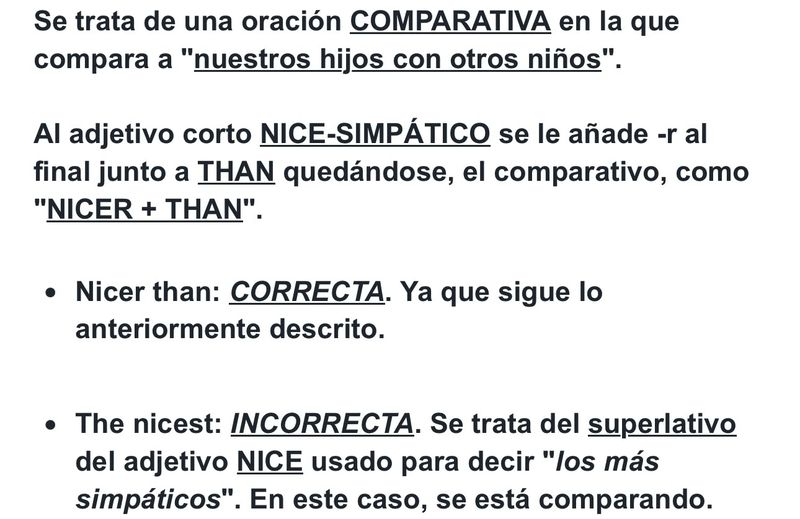 Se trata de una oración COMPARATIVA en la que
compara a "nuestros hijos con otros niños".
Al adjetivo corto NICE-SIMPÁTICO se le añade -r al
final junto a THAN quedándose, el comparativo, como
"NICER + THAN".
• Nicer than: CORRECTA. Ya que sigue lo
anteriormente descrito.
• The nicest: INCORRECTA. Se trata del superlativo
del adjetivo NICE usado para decir "los más
simpáticos". En este caso, se está comparando.